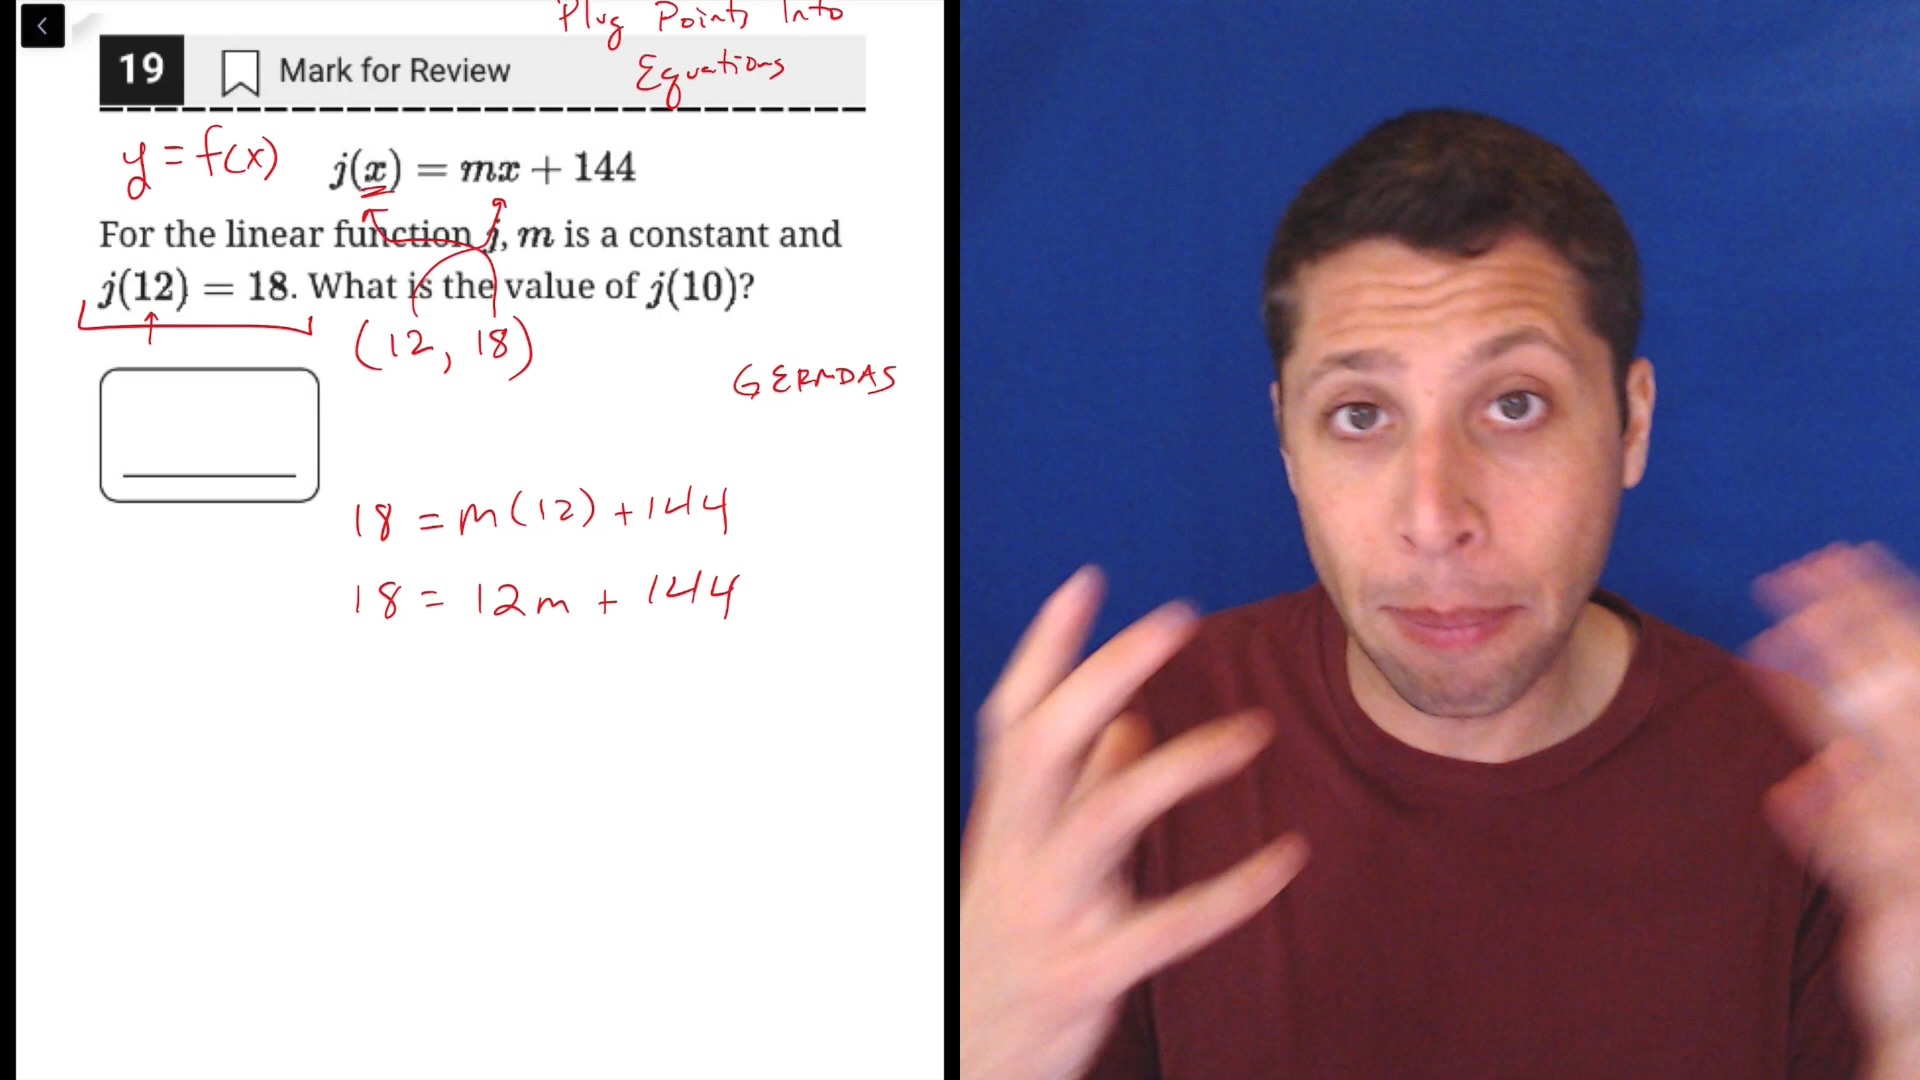 Plug Points Into
Equations
19 Mark for Review
y = f(x)
j(x) = mx + 144
For the linear function j, m is a constant and
j(12) = 18. What is the value of j(10)?
(12, 18)
GERMDAS
18 = m(12) + 144
18 = 12m + 144